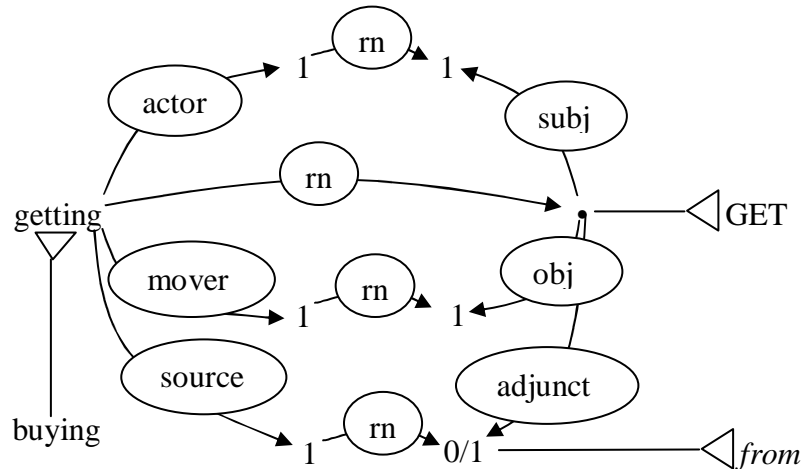 rn
1 1
actor
subj
rn
getting
GET
mover
obj
rn
1 1
source
adjunct
rn
buying
1 0/1
from